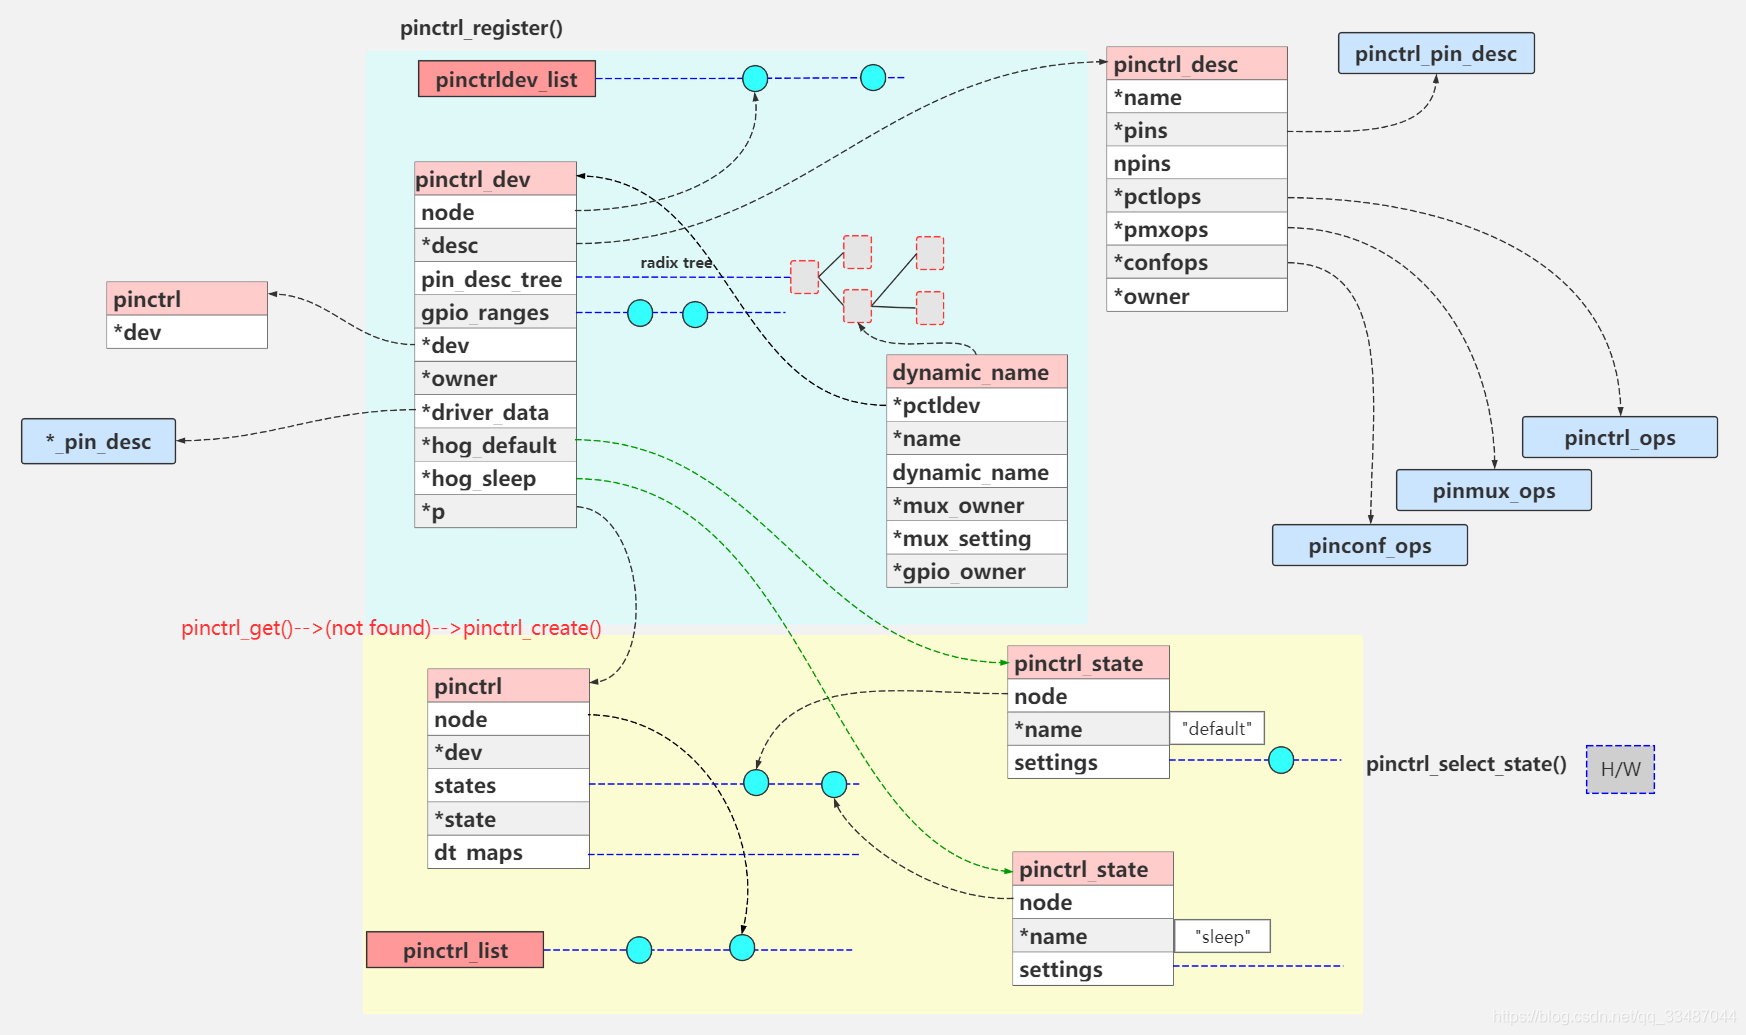 pinctrl_register()
pinctrldev_list
pinctrl_dev
node
*desc
pin_desc_tree
gpio_ranges
*dev
*owner
*driver_data
*hog_default
*hog_sleep
*p
radix tree
dynamic_name
*pctldev
*name
dynamic_name
*mux_owner
*mux_setting
*gpio_owner
pinctrl_desc
*name
*pins
npins
*pctlops
*pmxops
*confops
*owner
pinctrl_pin_desc
pinctrl_ops
pinmux_ops
pinconf_ops
pinctrl
*dev
*_pin_desc
pinctrl_get()-->(not found)-->pinctrl_create()
pinctrl
node
*dev
states
*state
dt_maps
pinctrl_list
pinctrl_state
node
*name
"default"
settings
pinctrl_state
node
*name
"sleep"
settings
pinctrl_select_state()
H/W
https://blog.csdn.net/qq_33487044